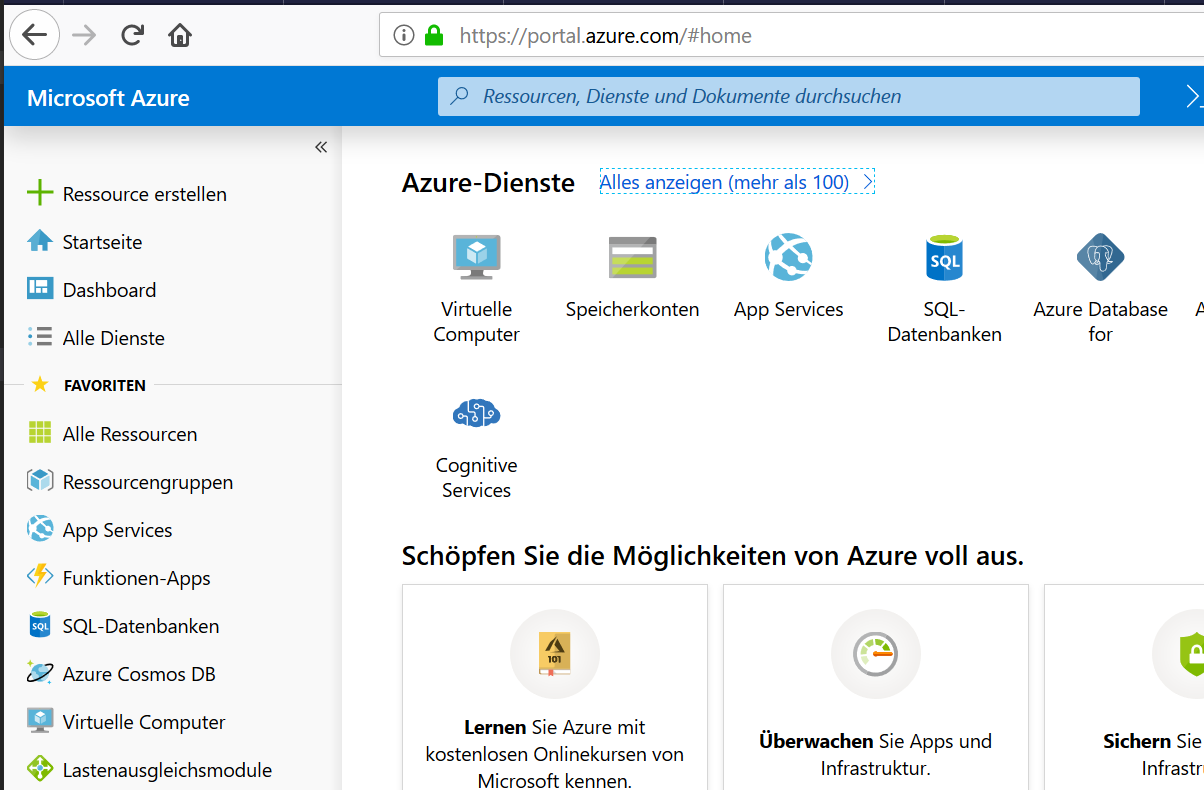 https://portal.azure.com/#home
Microsoft Azure
Ressourcen, Dienste und Dokumente durchsuchen
Ressource erstellen
Startseite
Dashboard
Alle Dienste
FAVORITEN
Alle Ressourcen
Ressourcengruppen
App Services
Funktionen-Apps
SQL-Datenbanken
Azure Cosmos DB
Virtuelle Computer
Lastenausgleichsmodule
Azure-Dienste
Alles anzeigen (mehr als 100)
Virtuelle
Computer
Speicherkonten
App Services
SQL
SQL-
Datenbanken
Azure Database
for
Cognitive
Services
Schöpfen Sie die Möglichkeiten von Azure voll aus.
101
Lernen Sie Azure mit
kostenlosen Onlinekursen von
Microsoft kennen.
Überwachen Sie Apps und
Infrastruktur.
Sichern Sie